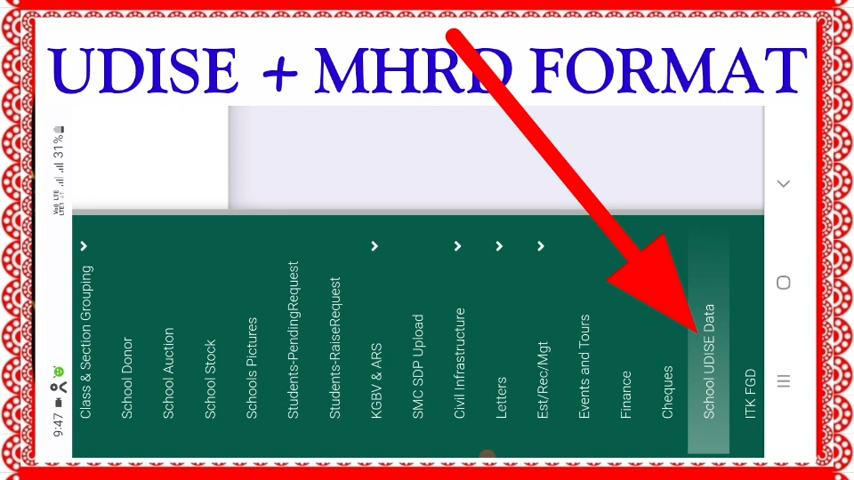 UDISE + MHRD FORMAT
9:47
31%
Class & Section Grouping
School Donor
School Auction
School Stock
Schools Pictures
Students-PendingRequest
Students-RaiseRequest
KGBV & ARS
SMC SDP Upload
Civil Infrastructure
Letters
Est/Rec/Mgt
Events and Tours
Finance
Cheques
School UDISE Data
ITK FGD